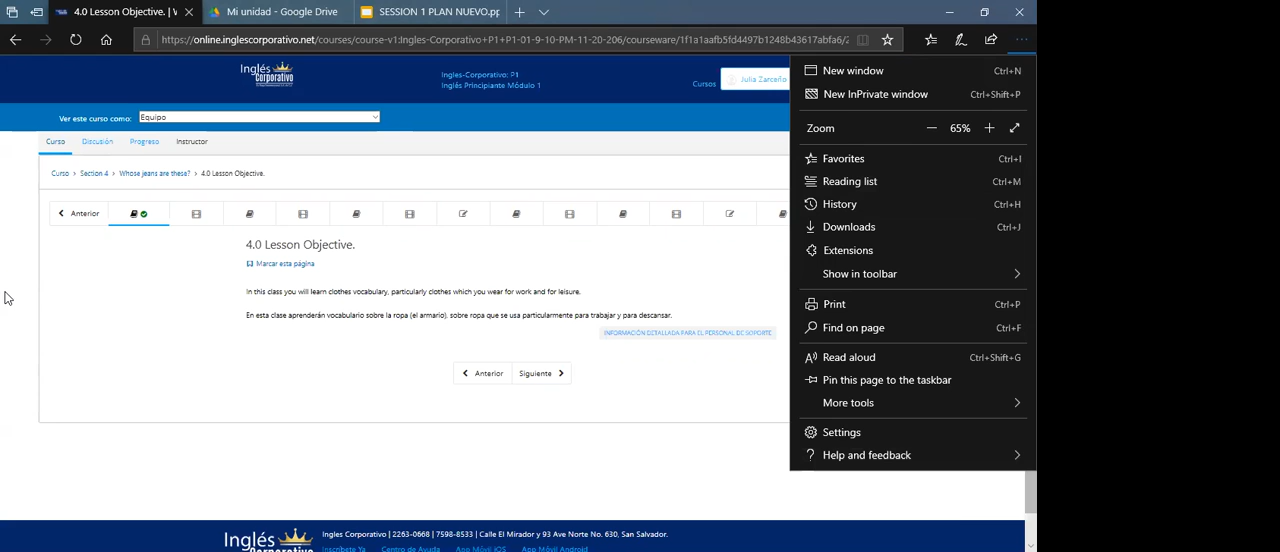 4.0 Lesson Objective. | V
Mi unidad - Google Drive
SESSION 1 PLAN NUEVO.pp
https://online.inglescorporativo.net/courses/course-v1:Ingles-Corporativo+P1+P1-01-9-10-PM-11-20-206/courseware/1f1a1aafb5fd4497b1248b43617abfa6/2
Inglés
Corporativo
Ingles-Corporativo: P1
Inglés Principiante Módulo 1
Cursos
Julia Zarceño
Ver este curso como:
Equipo
Curso
Discusión
Progreso
Instructor
Curso > Section 4 > Whose jeans are these? > 4.0 Lesson Objective.
Anterior
4.0 Lesson Objective.
Marcar esta página
In this class you will learn clothes vocabulary, particularly clothes which you wear for work and for leisure.
En esta clase aprenderán vocabulario sobre la ropa (el armario). sobre ropa que se usa particularmente para trabajar y para descansar.
INFORMACIÓN DETALLADA PARA EL PERSONAL DE SOPORTE
Anterior
Siguiente
New window Ctrl+N
New InPrivate window Ctrl+Shift+P
Zoom 65%
Favorites Ctrl+I
Reading list Ctrl+M
History Ctrl+H
Downloads Ctrl+J
Extensions
Show in toolbar
Print Ctrl+P
Find on page Ctrl+F
Read aloud Ctrl+Shift+G
Pin this page to the taskbar
More tools
Settings
Help and feedback
Inglés
Ingles Corporativo | 2263-0668 | 7598-8533 | Calle El Mirador y 93 Ave Norte No. 630, San Salvador.
Inscríbete Ya
Centro de Ayuda
App Móvil iOS
App Móvil Android